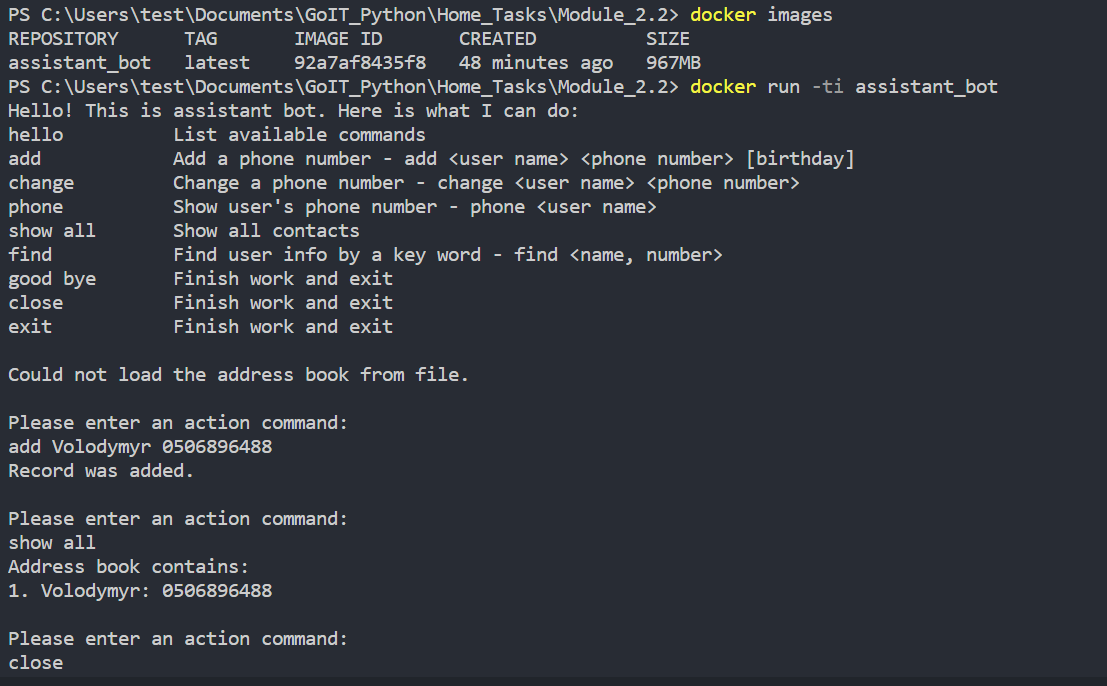 PS C:\Users\test\Documents\GoIT_Python\Home_Tasks\Module_2.2> docker images
REPOSITORY      TAG       IMAGE ID       CREATED          SIZE
assistant_bot   latest    92a7af8435f8   48 minutes ago   967MB
PS C:\Users\test\Documents\GoIT_Python\Home_Tasks\Module_2.2> docker run -ti assistant_bot
Hello! This is assistant bot. Here is what I can do:
hello          List available commands
add            Add a phone number - add <user name> <phone number> [birthday]
change         Change a phone number - change <user name> <phone number>
phone          Show user's phone number - phone <user name>
show all       Show all contacts
find           Find user info by a key word - find <name, number>
good bye       Finish work and exit
close          Finish work and exit
exit           Finish work and exit

Could not load the address book from file.

Please enter an action command:
add Volodymyr 0506896488
Record was added.

Please enter an action command:
show all
Address book contains:
1. Volodymyr: 0506896488

Please enter an action command:
close